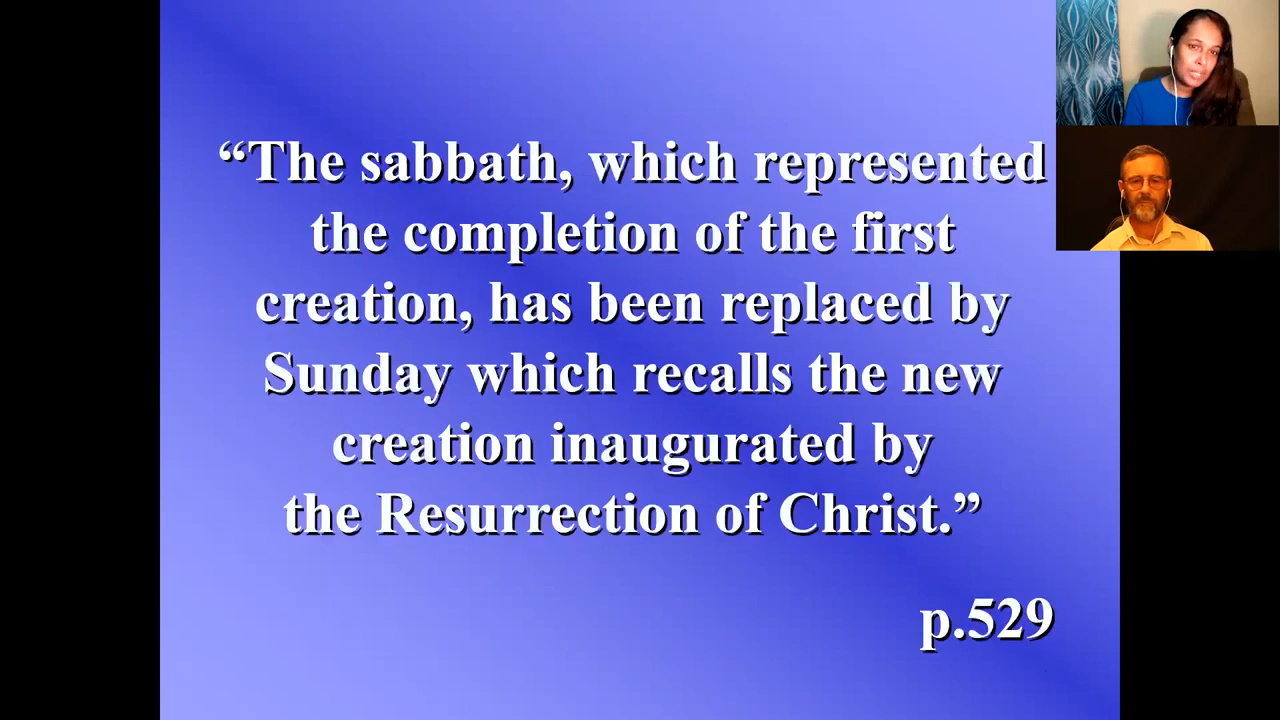 “The sabbath, which represented
the completion of the first
creation, has been replaced by
Sunday which recalls the new
creation inaugurated by
the Resurrection of Christ.”
p.529